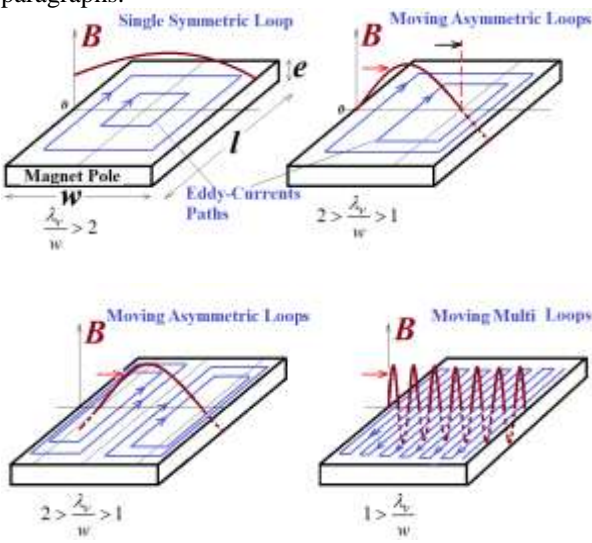 paragraphs.
Single Symmetric Loop
Moving Asymmetric Loops
B
B
e
o
o
l
Magnet Pole
w
Eddy-Currents
Paths
λᵥ/w > 2
2 > λᵥ/w > 1
Moving Asymmetric Loops
Moving Multi Loops
B
B
2 > λᵥ/w > 1
1 > λᵥ/w